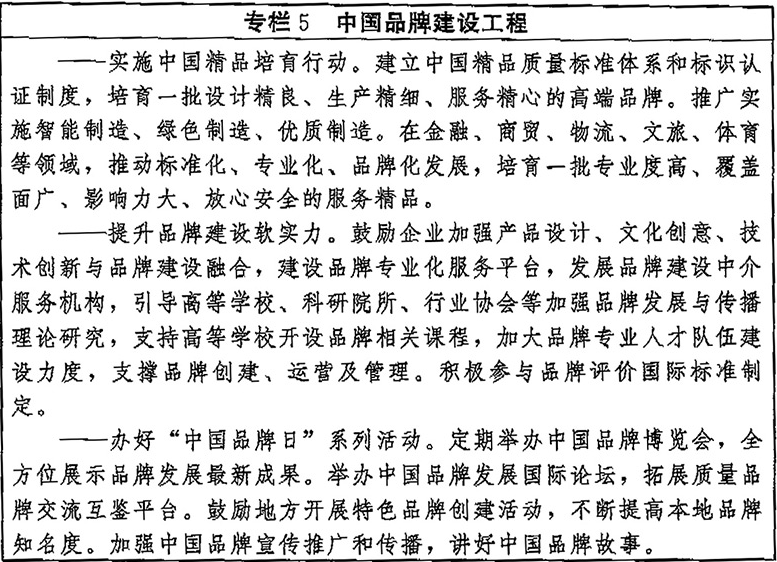 专栏5 中国品牌建设工程
——实施中国精品培育行动。建立中国精品质量标准体系和标识认
证制度，培育一批设计精良、生产精细、服务精心的高端品牌。推广实
施智能制造、绿色制造、优质制造。在金融、商贸、物流、文旅、体育
等领域，推动标准化、专业化、品牌化发展，培育一批专业度高、覆盖
面广、影响力大、放心安全的服务精品。
——提升品牌建设软实力。鼓励企业加强产品设计、文化创意、技
术创新与品牌建设融合，建设品牌专业化服务平台，发展品牌建设中介
服务机构，引导高等学校、科研院所、行业协会等加强品牌发展与传播
理论研究，支持高等学校开设品牌相关课程，加大品牌专业人才队伍建
设力度，支撑品牌创建、运营及管理。积极参与品牌评价国际标准制
定。
——办好“中国品牌日”系列活动。定期举办中国品牌博览会，全
方位展示品牌发展最新成果。举办中国品牌发展国际论坛，拓展质量品
牌交流互鉴平台。鼓励地方开展特色品牌创建活动，不断提高本地品牌
知名度。加强中国品牌宣传推广和传播，讲好中国品牌故事。